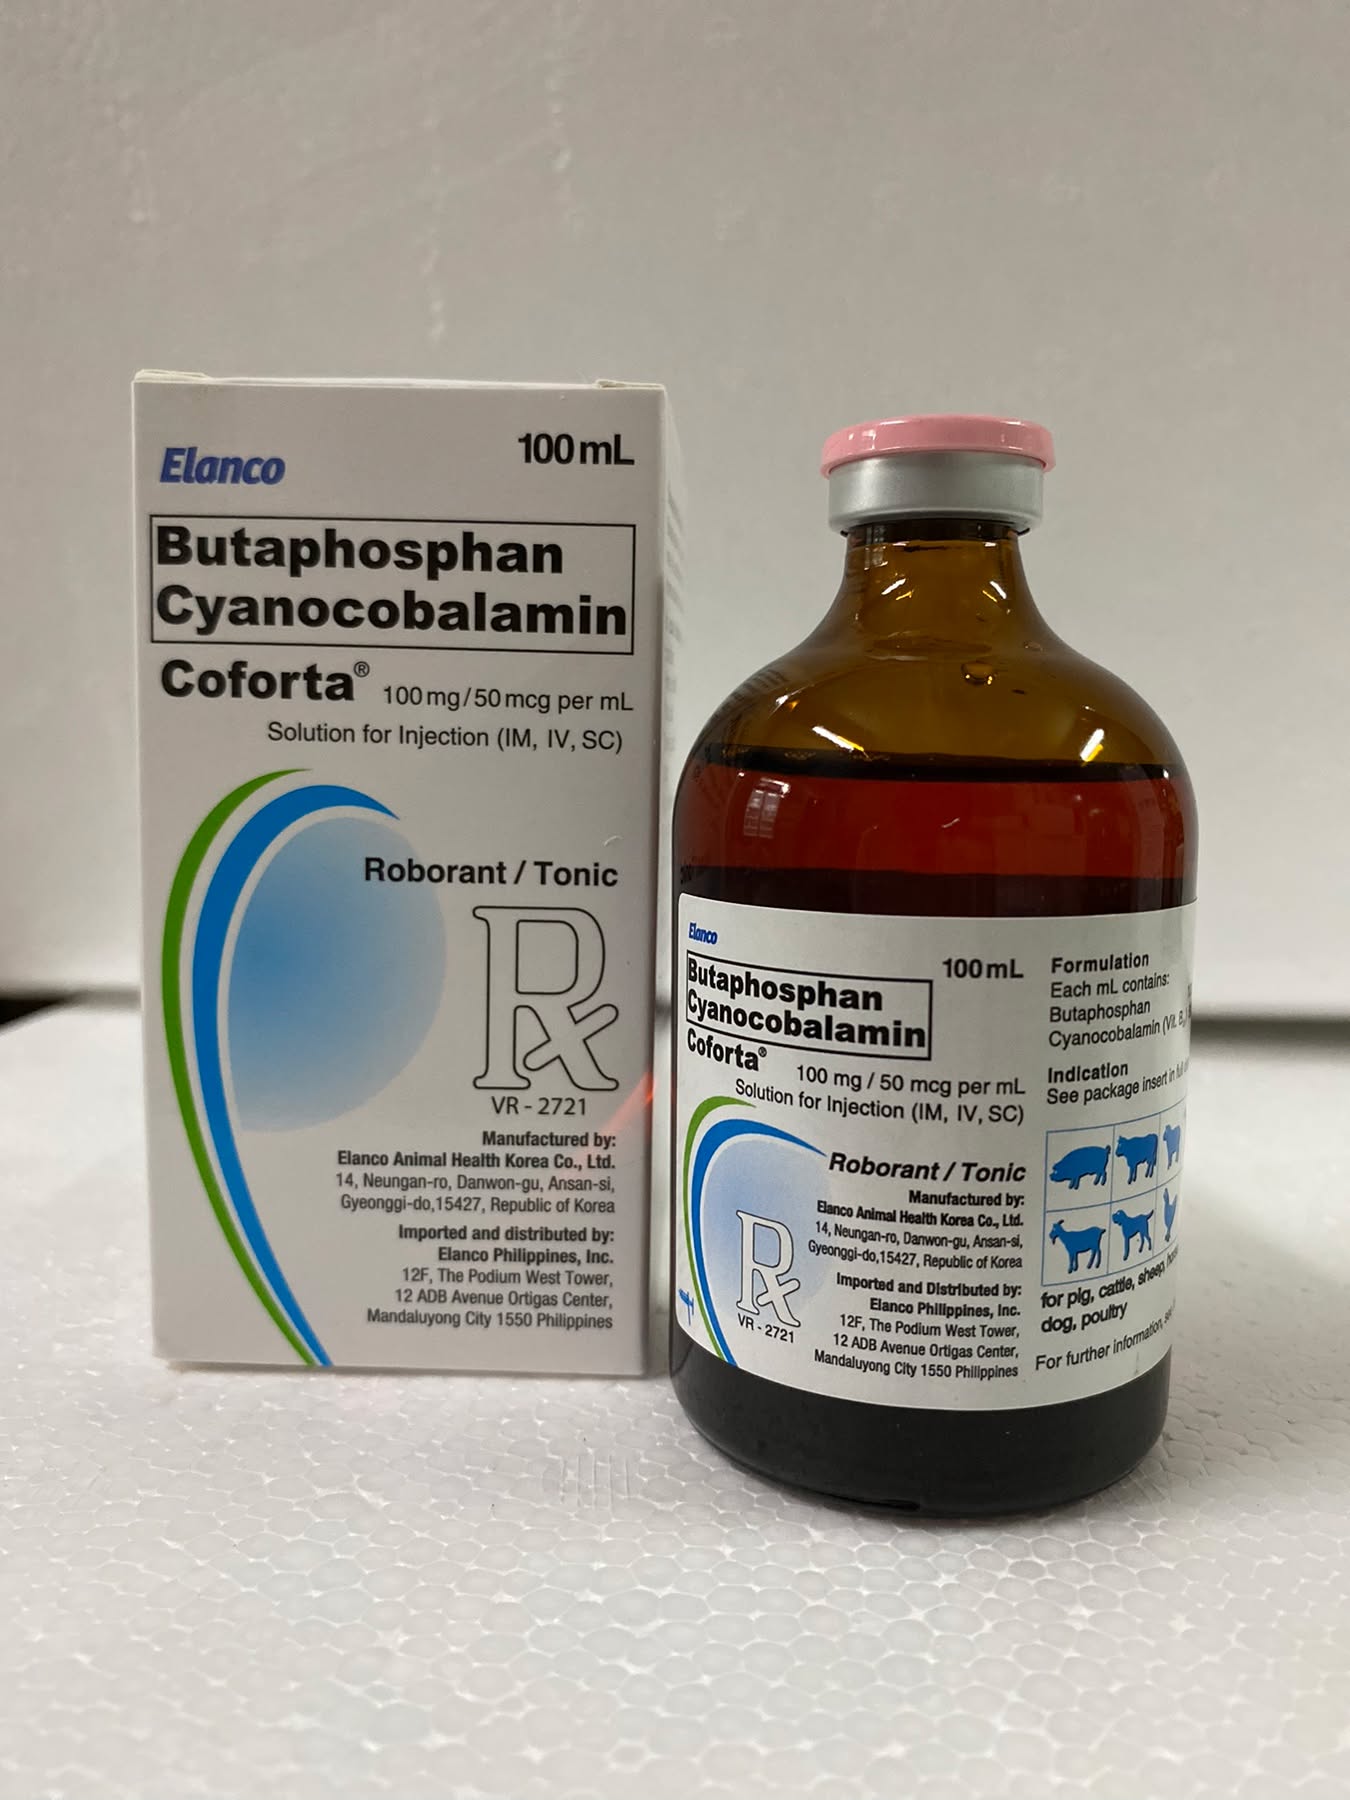 Elanco
100 mL
Butaphosphan
Cyanocobalamin
Coforta® 100 mg/50 mcg per mL
Solution for Injection (IM, IV, SC)
Roborant / Tonic
Rx
VR - 2721
Manufactured by:
Elanco Animal Health Korea Co., Ltd.
14, Neungan-ro, Danwon-gu, Ansan-si,
Gyeonggi-do,15427, Republic of Korea
Imported and distributed by:
Elanco Philippines, Inc.
12F, The Podium West Tower,
12 ADB Avenue Ortigas Center,
Mandaluyong City 1550 Philippines
Elanco
100 mL
Butaphosphan
Cyanocobalamin
Coforta®
100 mg / 50 mcg per mL
Solution for Injection (IM, IV, SC)
Roborant / Tonic
Manufactured by:
Elanco Animal Health Korea Co., Ltd.
14, Neungan-ro, Danwon-gu, Ansan-si,
Gyeonggi-do,15427, Republic of Korea
Rx
VR - 2721
Imported and Distributed by:
Elanco Philippines, Inc.
12F, The Podium West Tower,
12 ADB Avenue Ortigas Center,
Mandaluyong City 1550 Philippines
Formulation
Each mL contains:
Butaphosphan
Cyanocobalamin (Vit. B
Indication
See package insert in
for pig, cattle, sheep,
dog, poultry
For further information,